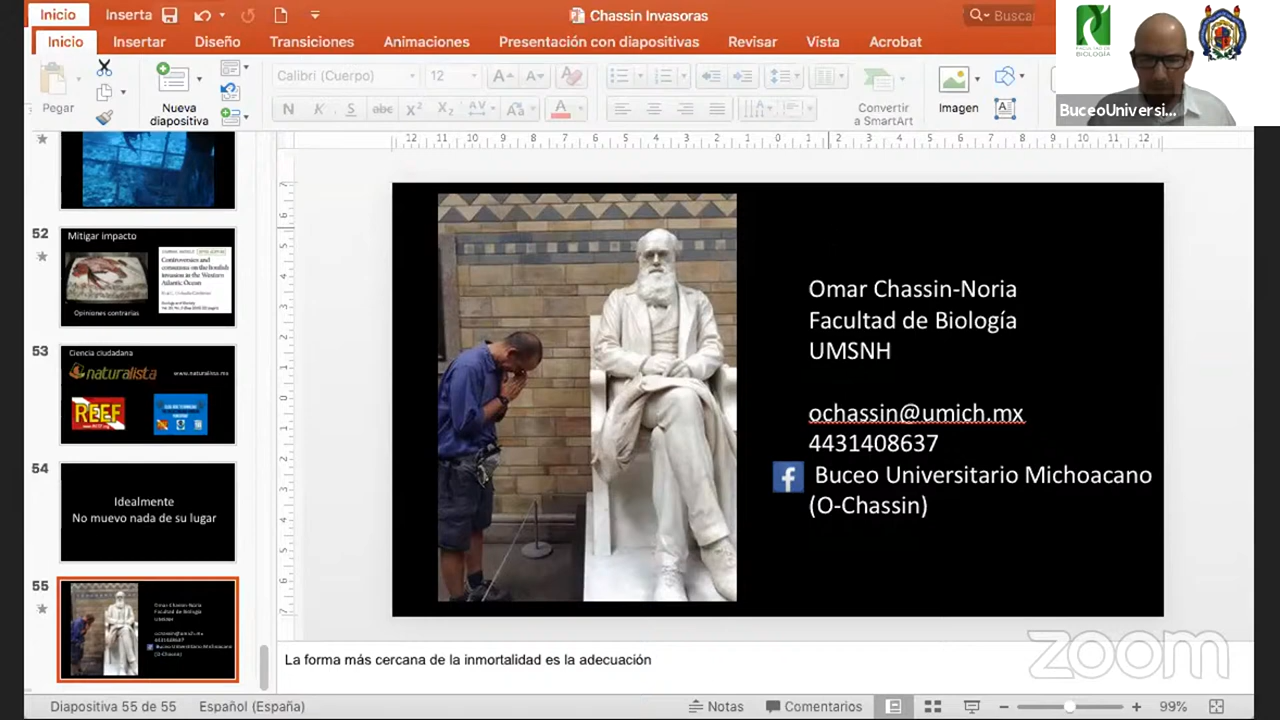 Inicio
Inserta
Chassin Invasoras
Buscar
FACULTAD DE
BIOLOGÍA
BuceoUniversi...
Inicio
Insertar
Diseño
Transiciones
Animaciones
Presentación con diapositivas
Revisar
Vista
Acrobat
Pegar
Nueva
diapositiva
Calibri (Cuerpo)
12
N K S abc
Convertir
a SmartArt
Imagen
52
Mitigar impacto
Controversies and
consensus on the lionfish
invasion in the Western
Atlantic Ocean
Opiniones contrarias
53
Ciencia ciudadana
naturalista
REEF
54
Idealmente
No muevo nada de su lugar
55
Omar Chassin-Noria
Facultad de Biología
UMSNH
ochassin@umich.mx
4431408637
Buceo Universitario Michoacano
(O-Chassin)
La forma más cercana de la inmortalidad es la adecuación
zoom
Diapositiva 55 de 55
Español (España)
Notas
Comentarios
99%